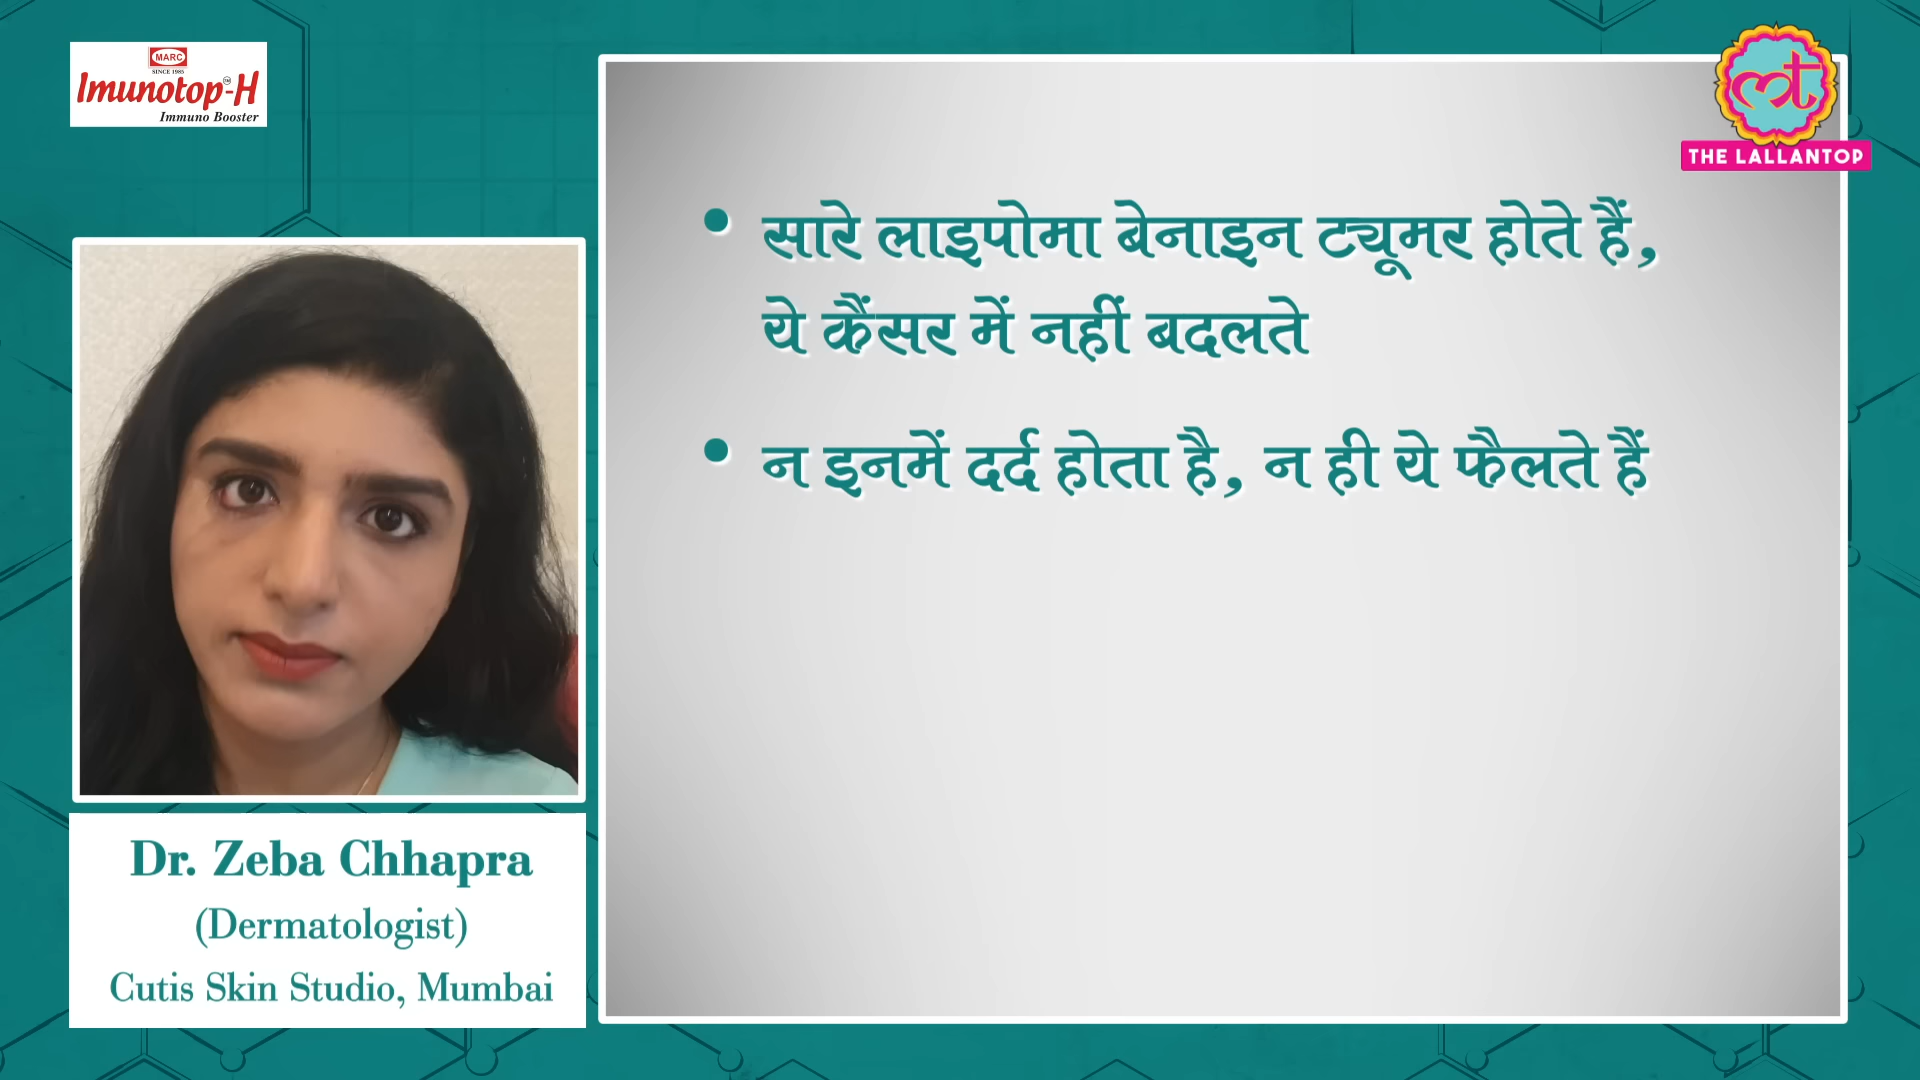 MARC
SINCE 1985
Imunotop™-H
Immuno Booster
THE LALLANTOP
• सारे लाइपोमा बेनाइन ट्यूमर होते हैं,
ये कैंसर में नहीं बदलते
• न इनमें दर्द होता है, न ही ये फैलते हैं
Dr. Zeba Chhapra
(Dermatologist)
Cutis Skin Studio, Mumbai